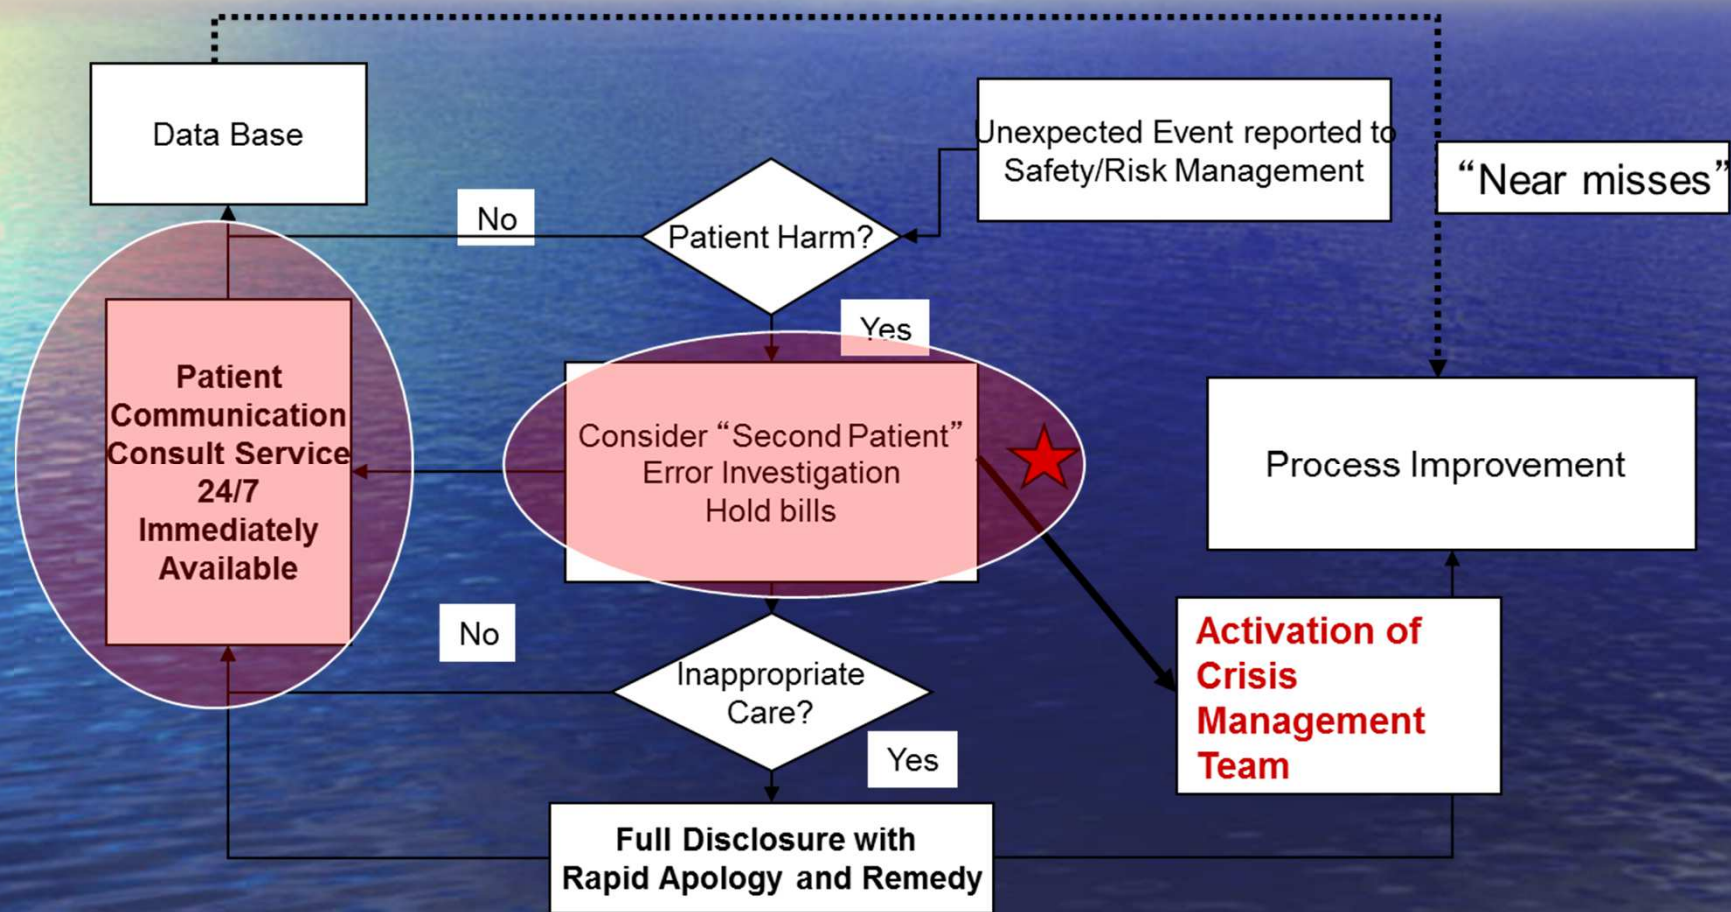 Data Base
Unexpected Event reported to
Safety/Risk Management
“Near misses”
No
Patient Harm?
Yes
Patient
Communication
Consult Service
24/7
Immediately
Available
Consider “Second Patient”
Error Investigation
Hold bills
Process Improvement
No
Inappropriate
Care?
Yes
Activation of
Crisis
Management
Team
Full Disclosure with
Rapid Apology and Remedy